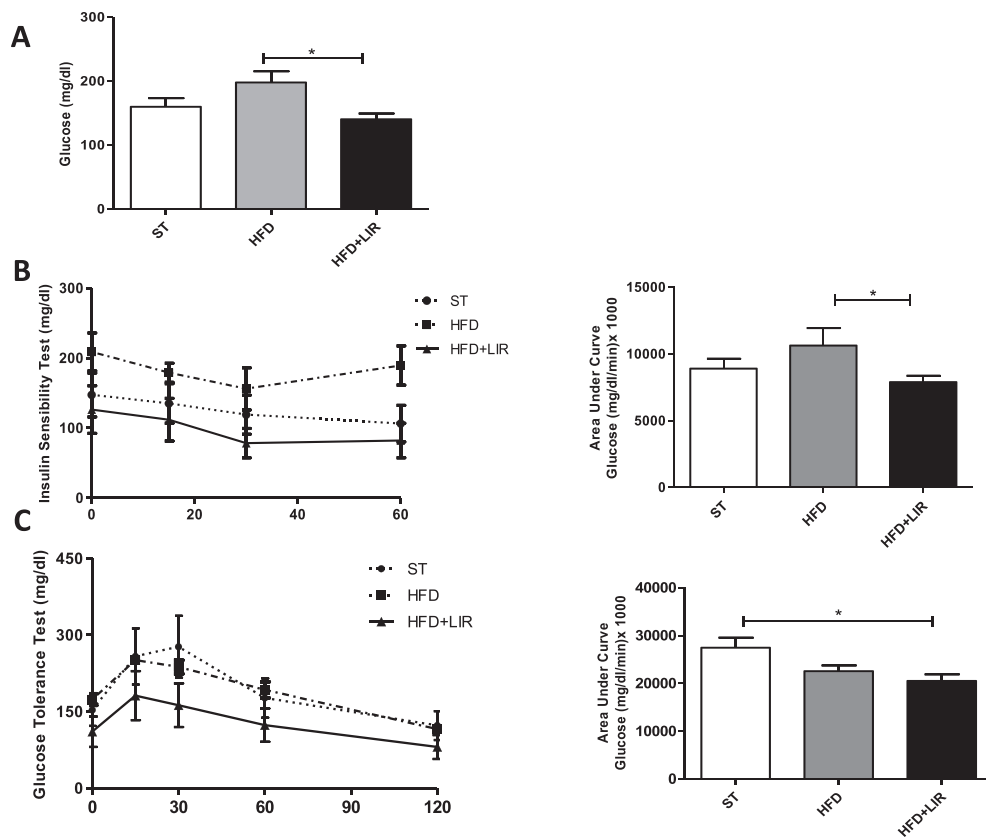 A
Glucose (mg/dl)
300
200
100
0
*
ST
HFD
HFD+LIR
B
Insulin Sensibility Test (mg/dl)
300
200
100
0
0 20 40 60
ST
HFD
HFD+LIR
Area Under Curve
Glucose (mg/dl/min)x 1000
15000
10000
5000
0
*
ST
HFD
HFD+LIR
C
Glucose Tolerance Test (mg/dl)
450
300
150
0
0 30 60 90 120
ST
HFD
HFD+LIR
Area Under Curve
Glucose (mg/dl/min)x 1000
40000
30000
20000
10000
0
*
ST
HFD
HFD+LIR